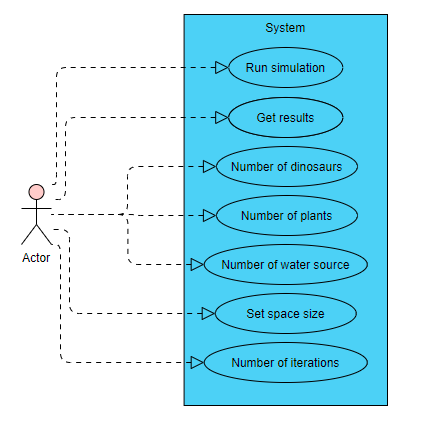 System
Run simulation
Get results
Number of dinosaurs
Number of plants
Number of water source
Actor
Set space size
Number of iterations